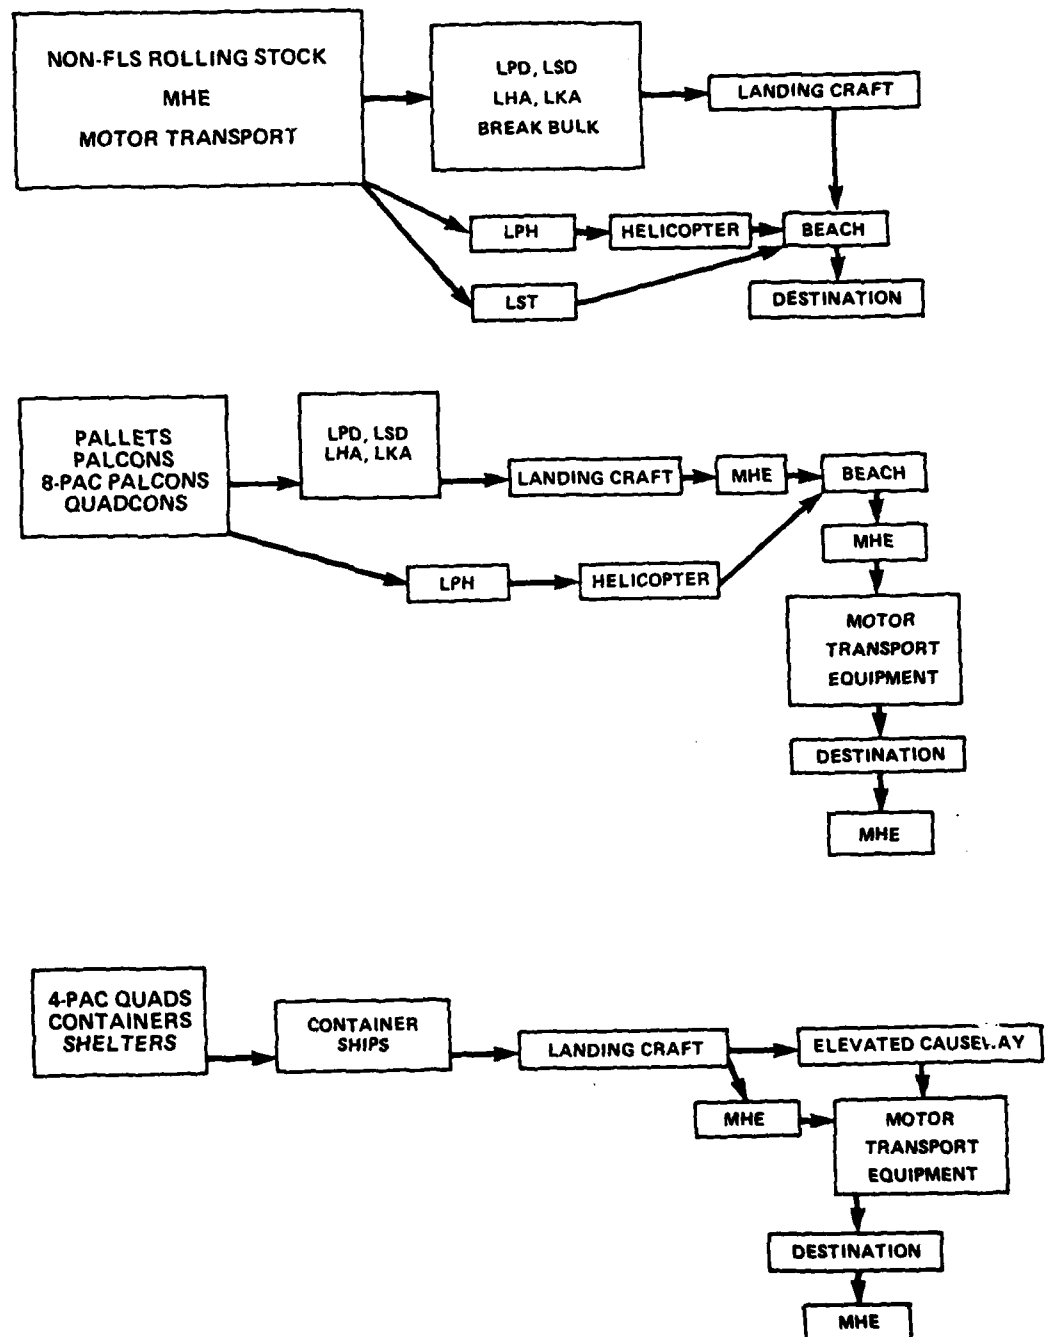 NON-FLS ROLLING STOCK
MHE
MOTOR TRANSPORT
LPD, LSD
LHA, LKA
BREAK BULK
LANDING CRAFT
LPH
HELICOPTER
BEACH
LST
DESTINATION
PALLETS
PALCONS
8-PAC PALCONS
QUADCONS
LPD, LSD
LHA, LKA
LANDING CRAFT
MHE
BEACH
MHE
LPH
HELICOPTER
MOTOR
TRANSPORT
EQUIPMENT
DESTINATION
MHE
4-PAC QUADS
CONTAINERS
SHELTERS
CONTAINER
SHIPS
LANDING CRAFT
ELEVATED CAUSEWAY
MHE
MOTOR
TRANSPORT
EQUIPMENT
DESTINATION
MHE